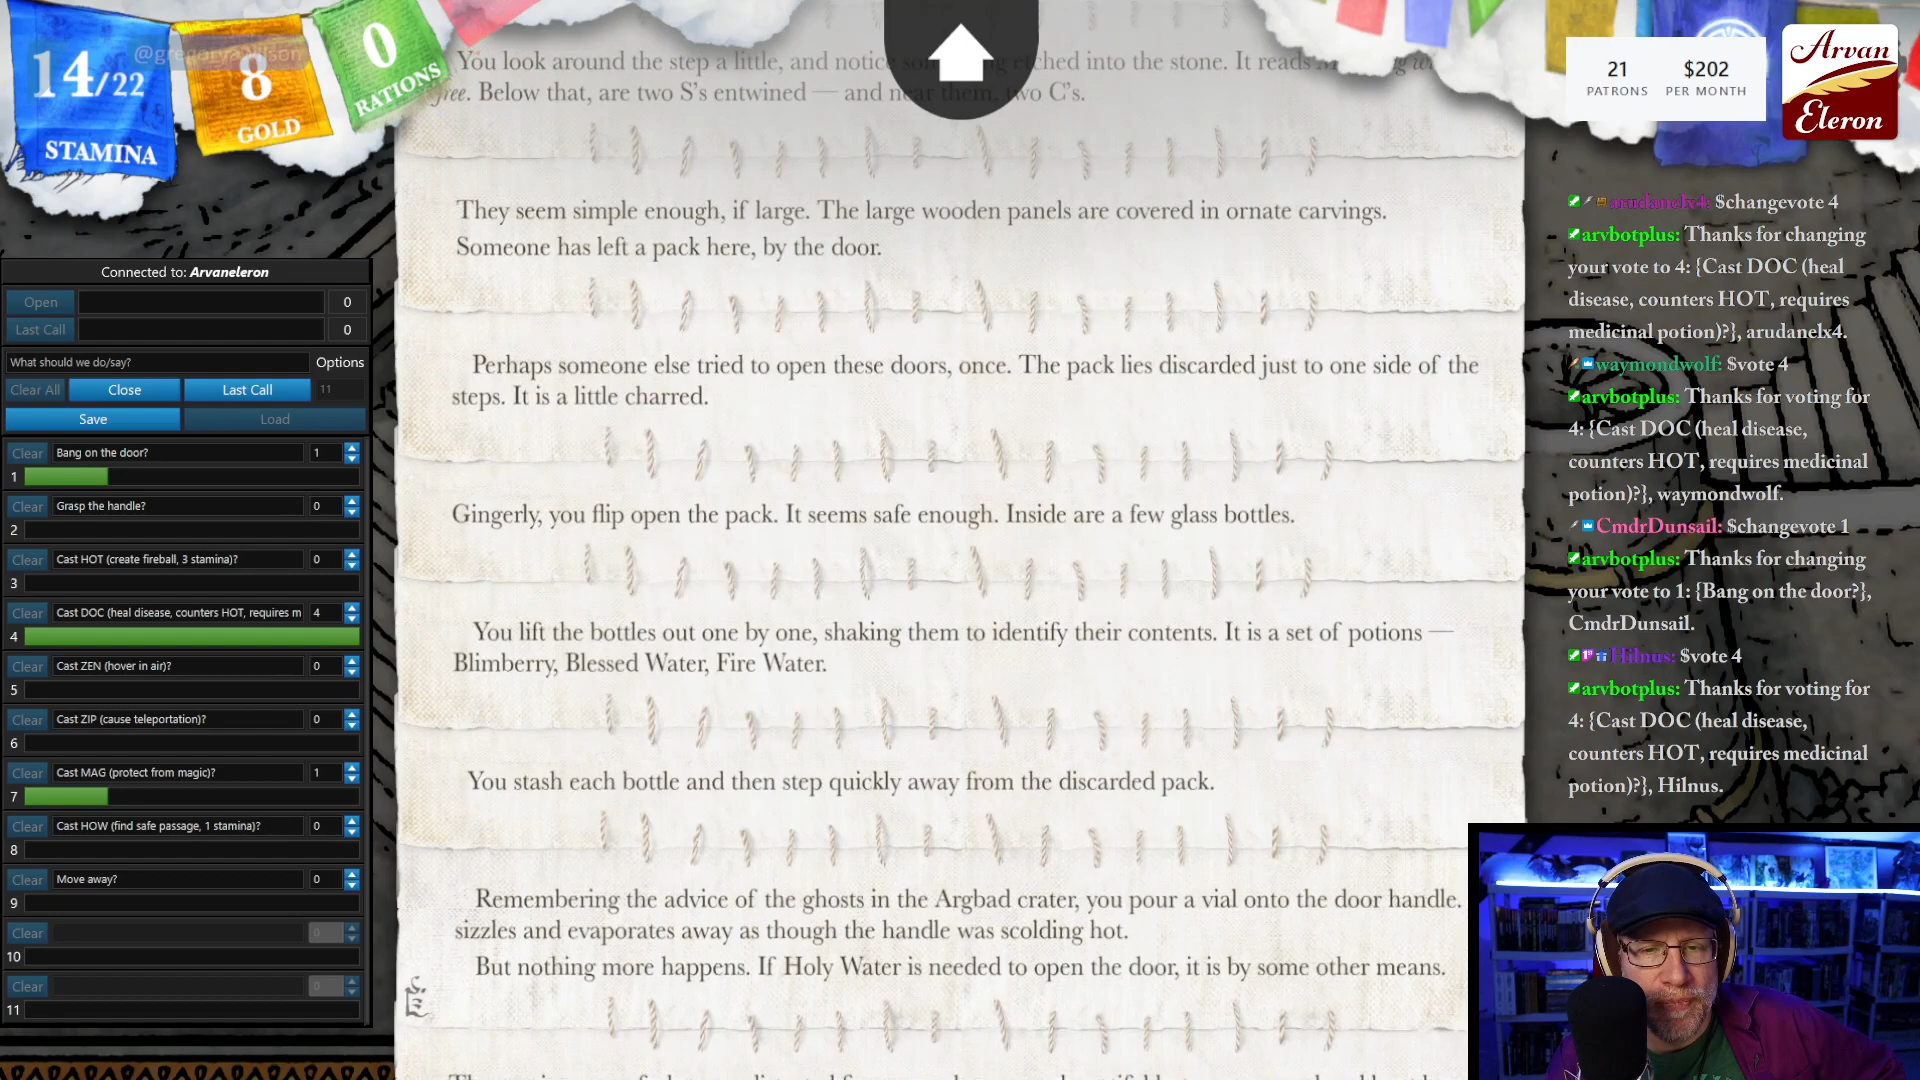 14/22
STAMINA
@gregoryrallison
8
GOLD
0
RATIONS
21
PATRONS
$202
PER MONTH
Arvan
Eleron
Connected to: Arvaneleron
Open
0
Last Call
0
What should we do/say?
Options
Clear All
Close
Last Call
11
Save
Load
Clear
Bang on the door?
1
1
Clear
Grasp the handle?
0
2
Clear
Cast HOT (create fireball, 3 stamina)?
0
3
Clear
Cast DOC (heal disease, counters HOT, requires m
4
4
Clear
Cast ZEN (hover in air)?
0
5
Clear
Cast ZIP (cause teleportation)?
0
6
Clear
Cast MAG (protect from magic)?
1
7
Clear
Cast HOW (find safe passage, 1 stamina)?
0
8
Clear
Move away?
0
9
Clear
0
10
Clear
0
11
You look around the step a little, and notice etched into the stone. It reads
free. Below that, are two S's entwined — and near them, two C's.
They seem simple enough, if large. The large wooden panels are covered in ornate carvings.
Someone has left a pack here, by the door.
Perhaps someone else tried to open these doors, once. The pack lies discarded just to one side of the
steps. It is a little charred.
Gingerly, you flip open the pack. It seems safe enough. Inside are a few glass bottles.
You lift the bottles out one by one, shaking them to identify their contents. It is a set of potions —
Blimberry, Blessed Water, Fire Water.
You stash each bottle and then step quickly away from the discarded pack.
Remembering the advice of the ghosts in the Argbad crater, you pour a vial onto the door handle.
sizzles and evaporates away as though the handle was scolding hot.
But nothing more happens. If Holy Water is needed to open the door, it is by some other means.
arudanelx4: $changevote 4
arvbotplus: Thanks for changing
your vote to 4: {Cast DOC (heal
disease, counters HOT, requires
medicinal potion)?}, arudanelx4.
waymondwolf: $vote 4
arvbotplus: Thanks for voting for
4: {Cast DOC (heal disease,
counters HOT, requires medicinal
potion)?}, waymondwolf.
CmdrDunsail: $changevote 1
arvbotplus: Thanks for changing
your vote to 1: {Bang on the door?},
CmdrDunsail.
Hilnus: $vote 4
arvbotplus: Thanks for voting for
4: {Cast DOC (heal disease,
counters HOT, requires medicinal
potion)?}, Hilnus.